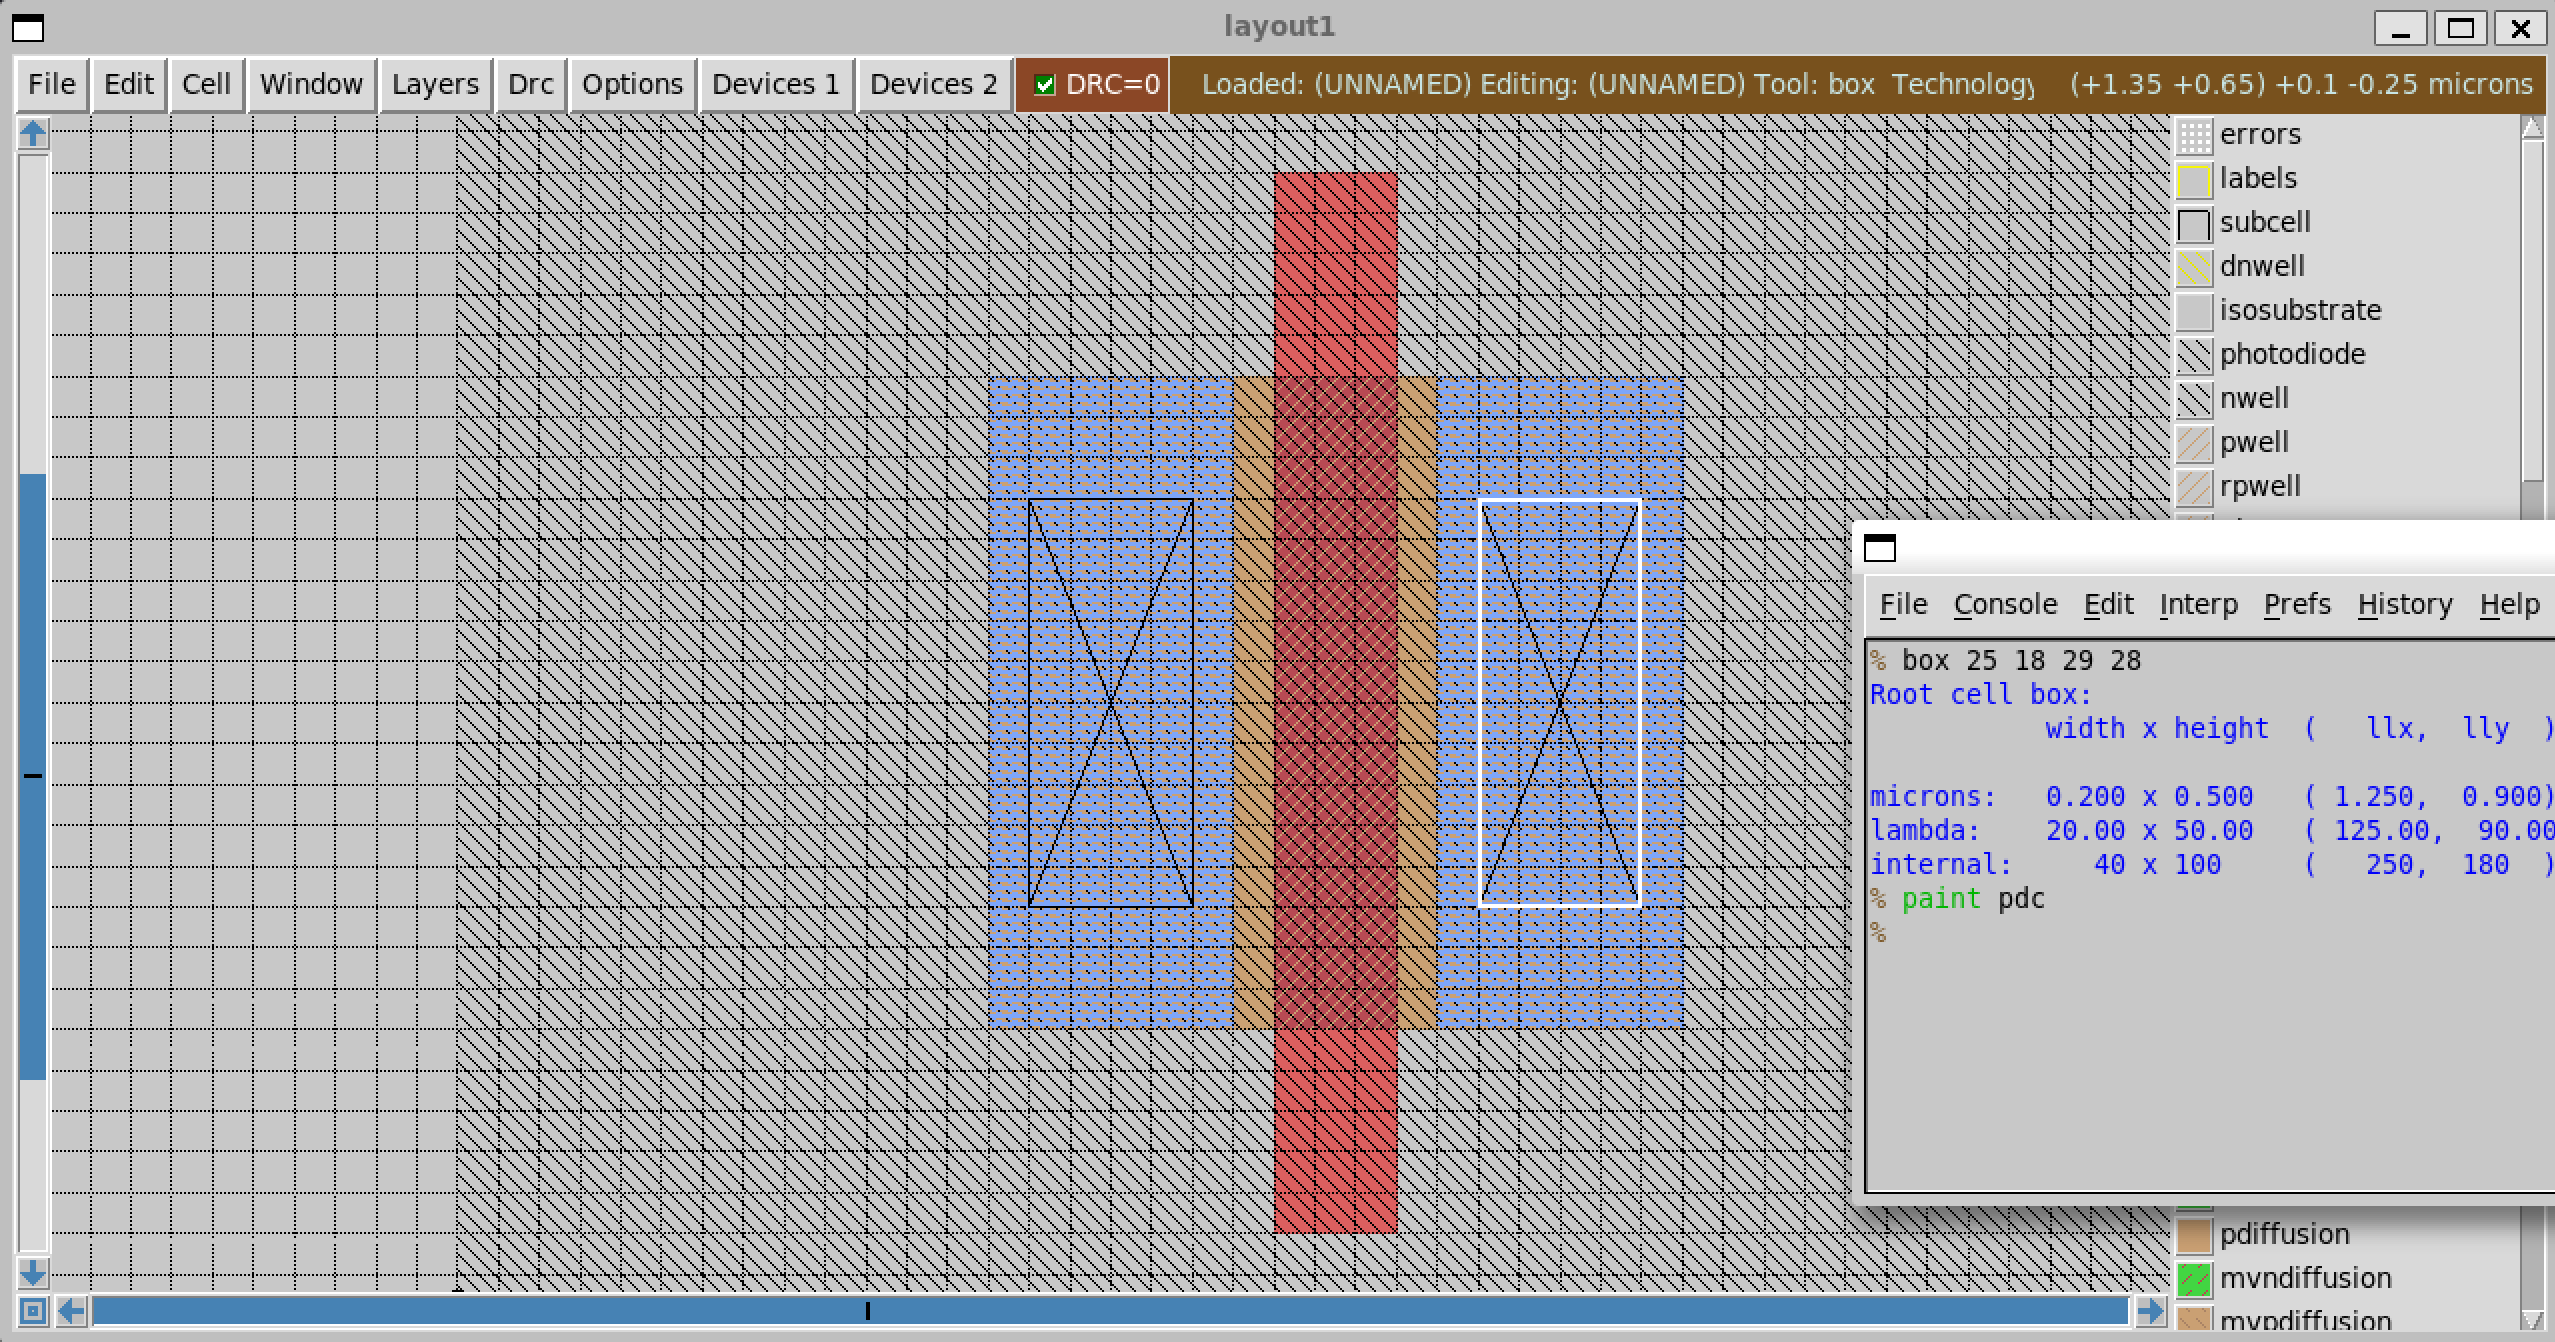 layout1
File Edit Cell Window Layers Drc Options Devices 1 Devices 2 DRC=0 Loaded: (UNNAMED) Editing: (UNNAMED) Tool: box Technology (+1.35 +0.65) +0.1 -0.25 microns
errors
labels
subcell
dnwell
isosubstrate
photodiode
nwell
pwell
rpwell
File Console Edit Interp Prefs History Help
% box 25 18 29 28
Root cell box:
width x height ( llx, lly )
microns: 0.200 x 0.500 ( 1.250, 0.900)
lambda: 20.00 x 50.00 ( 125.00, 90.00
internal: 40 x 100 ( 250, 180 )
% paint pdc
%
pdiffusion
mvndiffusion
mvpdiffusion